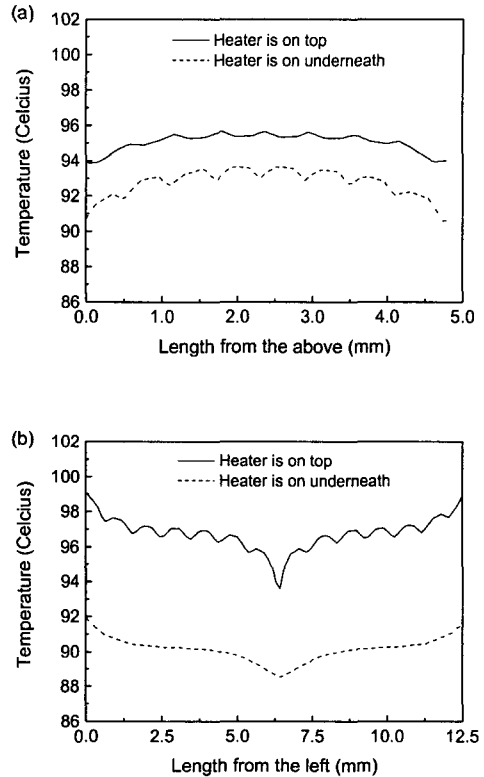 (a)
102
100
98
96
94
92
90
88
86
Temperature (Celcius)
Heater is on top
Heater is on underneath
0.0 1.0 2.0 3.0 4.0 5.0
Length from the above (mm)
(b)
102
100
98
96
94
92
90
88
86
Temperature (Celcius)
Heater is on top
Heater is on underneath
0.0 2.5 5.0 7.5 10.0 12.5
Length from the left (mm)